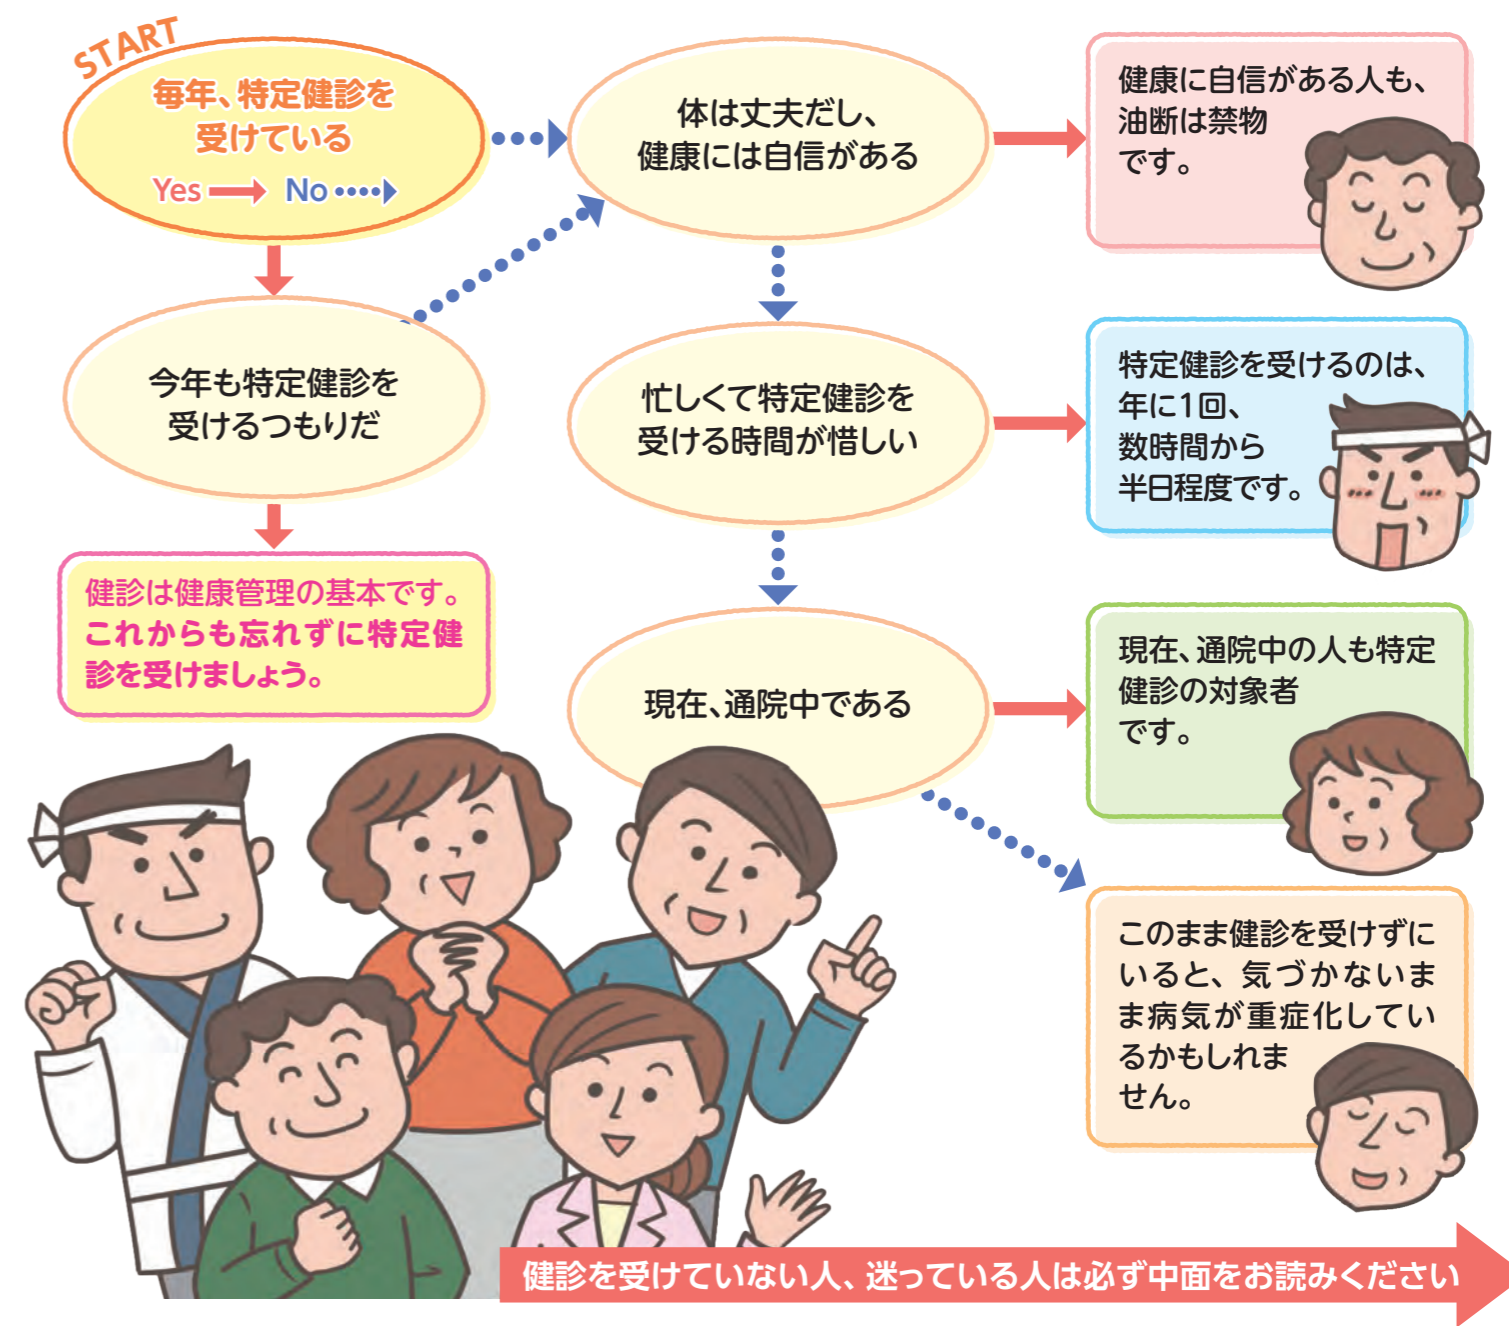 START
毎年、特定健診を
受けている
Yes No
今年も特定健診を
受けるつもりだ
健診は健康管理の基本です。
これからも忘れずに特定健
診を受けましょう。
体は丈夫だし、
健康には自信がある
忙しくて特定健診を
受ける時間が惜しい
現在、通院中である
健康に自信がある人も、
油断は禁物
です。
特定健診を受けるのは、
年に1回、
数時間から
半日程度です。
現在、通院中の人も特定
健診の対象者
です。
このまま健診を受けずに
いると、気づかないま
ま病気が重症化してい
るかもしれま
せん。
健診を受けていない人、迷っている人は必ず中面をお読みください